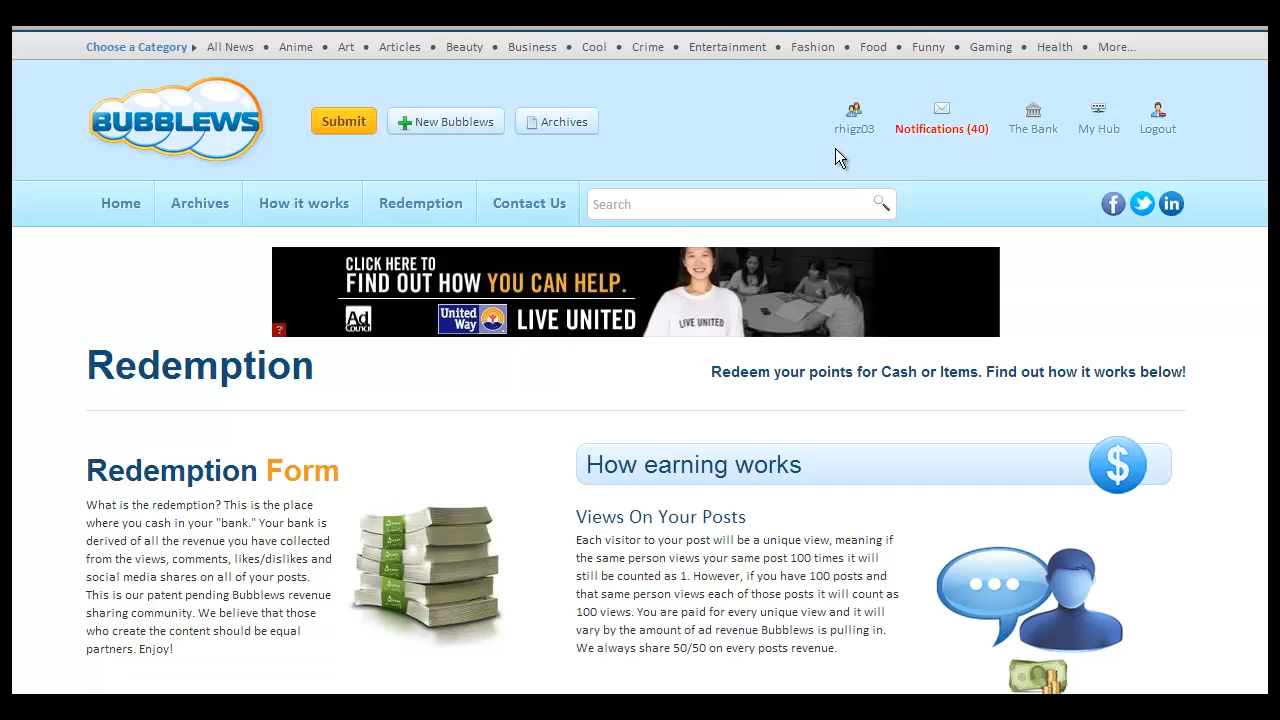 Choose a Category All News • Anime • Art • Articles • Beauty • Business • Cool • Crime • Entertainment • Fashion • Food • Funny • Gaming • Health • More...
BUBBLEWS
Submit New Bubblews Archives
rhigz03 Notifications (40) The Bank My Hub Logout
Home Archives How it works Redemption Contact Us Search
f in
CLICK HERE TO
FIND OUT HOW YOU CAN HELP.
Ad
COUNCIL
United
Way
LIVE UNITED
LIVE UNITED
?
Redemption
Redeem your points for Cash or Items. Find out how it works below!
Redemption Form
What is the redemption? This is the place
where you cash in your "bank." Your bank is
derived of all the revenue you have collected
from the views, comments, likes/dislikes and
social media shares on all of your posts.
This is our patent pending Bubblews revenue
sharing community. We believe that those
who create the content should be equal
partners. Enjoy!
How earning works
$
Views On Your Posts
Each visitor to your post will be a unique view, meaning if
the same person views your same post 100 times it will
still be counted as 1. However, if you have 100 posts and
that same person views each of those posts it will count as
100 views. You are paid for every unique view and it will
vary by the amount of ad revenue Bubblews is pulling in.
We always share 50/50 on every posts revenue.